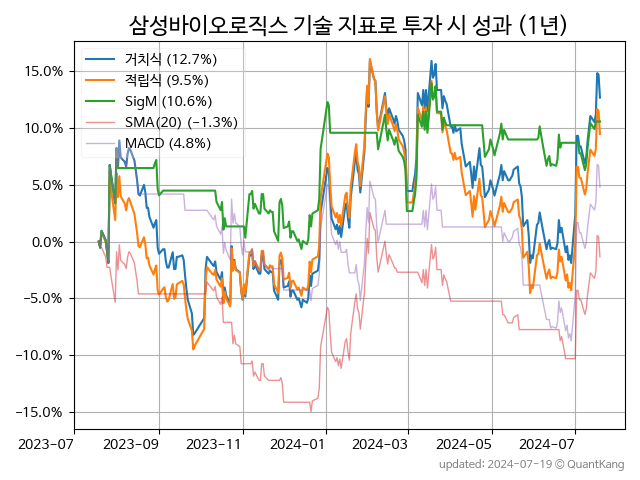 삼성바이오로직스 기술 지표로 투자 시 성과 (1년)
거치식 (12.7%)
적립식 (9.5%)
SigM (10.6%)
SMA(20) (−1.3%)
MACD (4.8%)
15.0%
10.0%
5.0%
0.0%
−5.0%
−10.0%
−15.0%
2023-07
2023-09
2023-11
2024-01
2024-03
2024-05
2024-07
updated: 2024-07-19 @ QuantKang